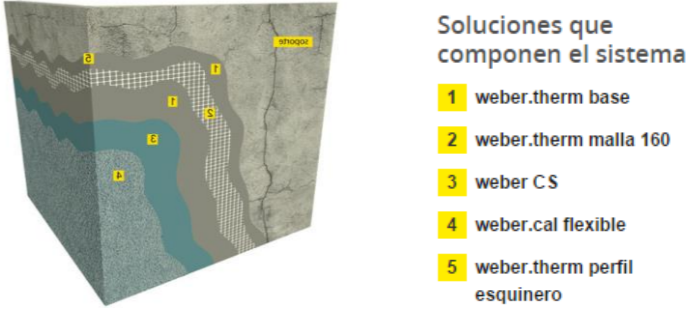 soporte
5
1
1
2
3
4
Soluciones que
componen el sistema
1 weber.therm base
2 weber.therm malla 160
3 weber CS
4 weber.cal flexible
5 weber.therm perfil
esquinero